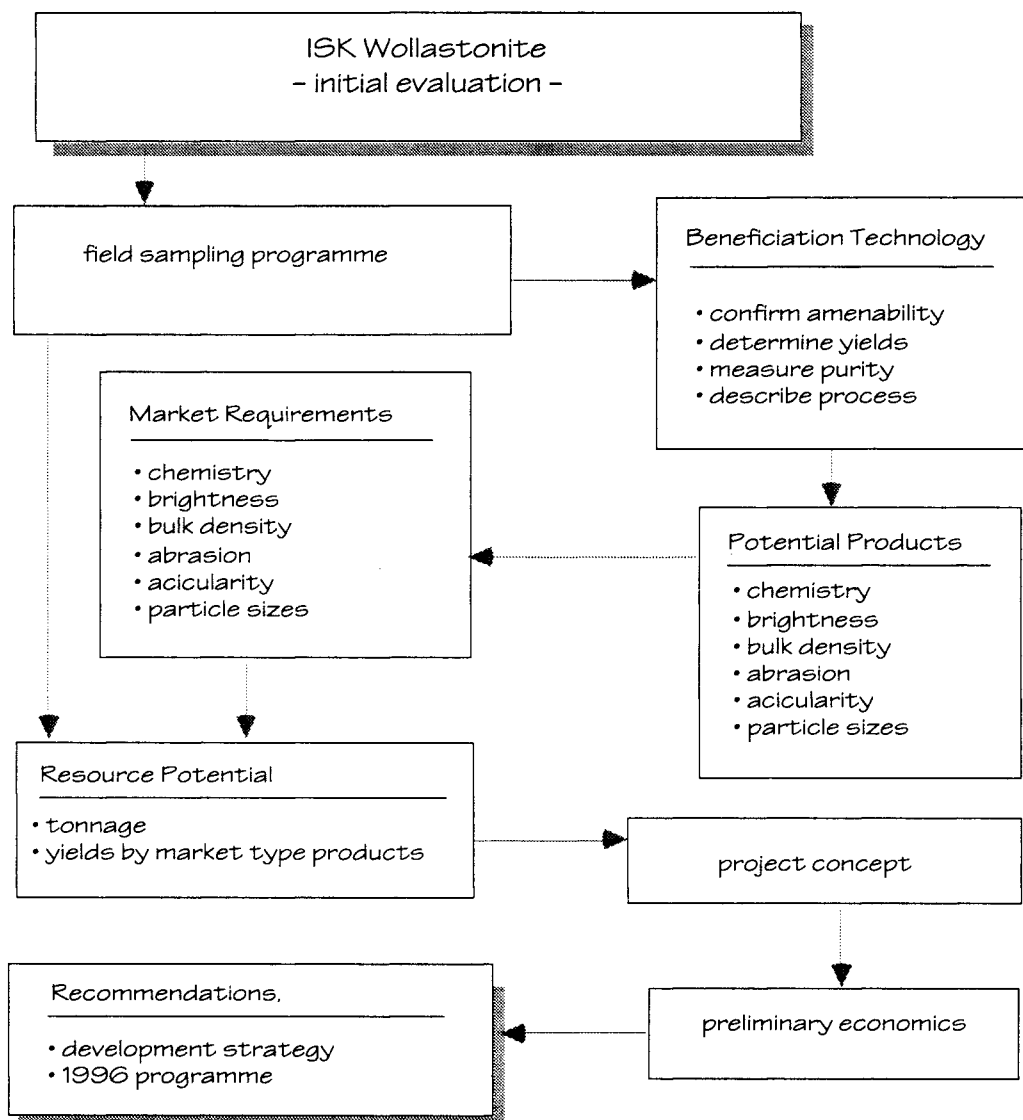 ISK Wollastonite
- initial evaluation -
field sampling programme
Beneficiation Technology
• confirm amenability
• determine yields
• measure purity
• describe process
Market Requirements
• chemistry
• brightness
• bulk density
• abrasion
• acicularity
• particle sizes
Potential Products
• chemistry
• brightness
• bulk density
• abrasion
• acicularity
• particle sizes
Resource Potential
• tonnage
• yields by market type products
project concept
preliminary economics
Recommendations.
• development strategy
• 1996 programme